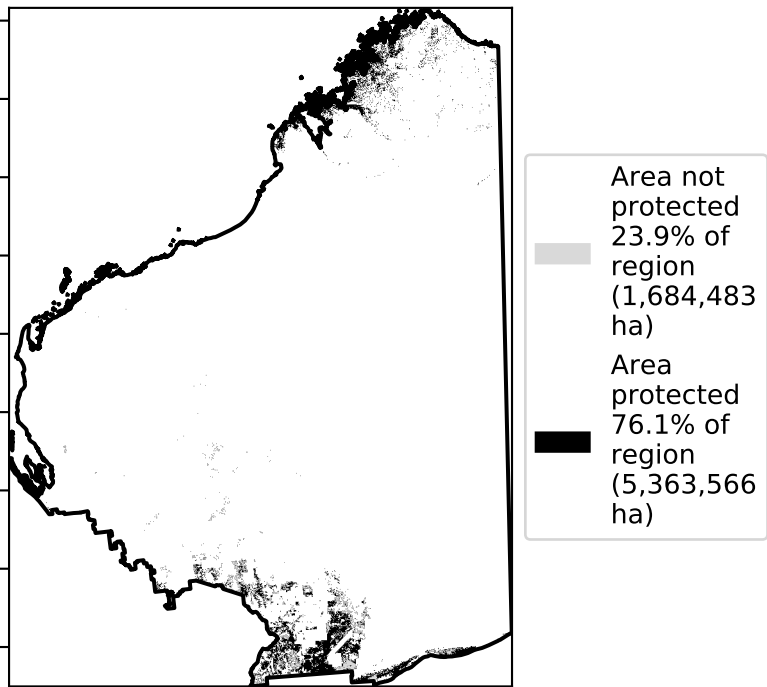 Area not
protected
23.9% of
region
(1,684,483
ha)
Area
protected
76.1% of
region
(5,363,566
ha)